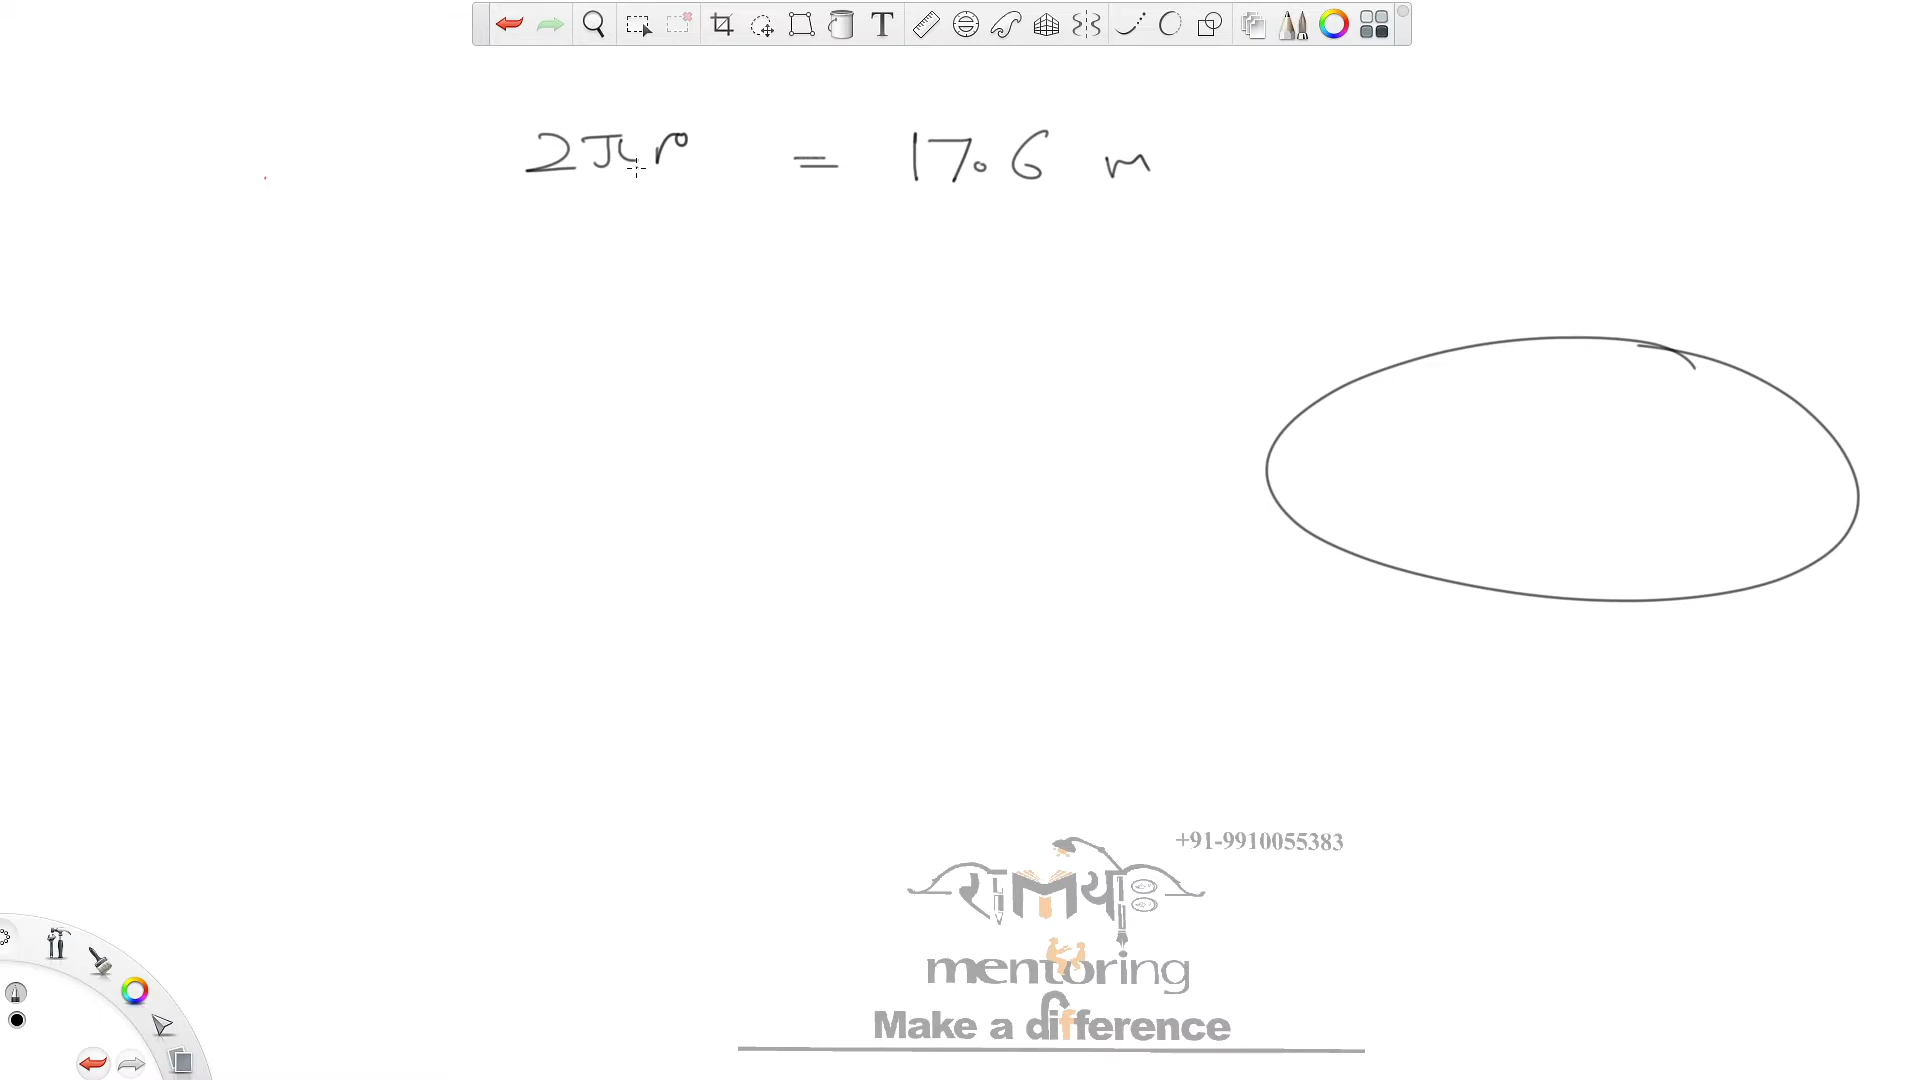 2πr = 17.6 m
+91-9910055383
रामया:
mentoring
Make a difference